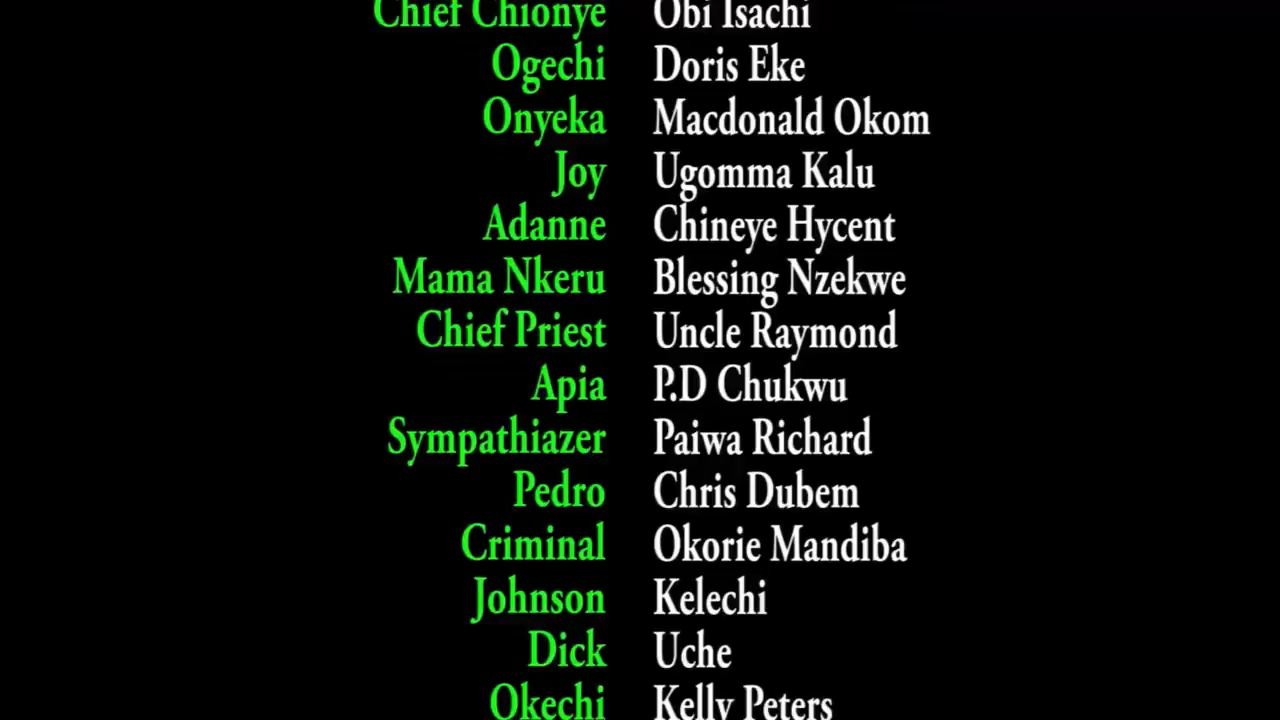 Chief Chionye Obi Isachi
Ogechi Doris Eke
Onyeka Macdonald Okom
Joy Ugomma Kalu
Adanne Chineye Hycent
Mama Nkeru Blessing Nzekwe
Chief Priest Uncle Raymond
Apia P.D Chukwu
Sympathiazer Paiwa Richard
Pedro Chris Dubem
Criminal Okorie Mandiba
Johnson Kelechi
Dick Uche
Okechi Kelly Peters